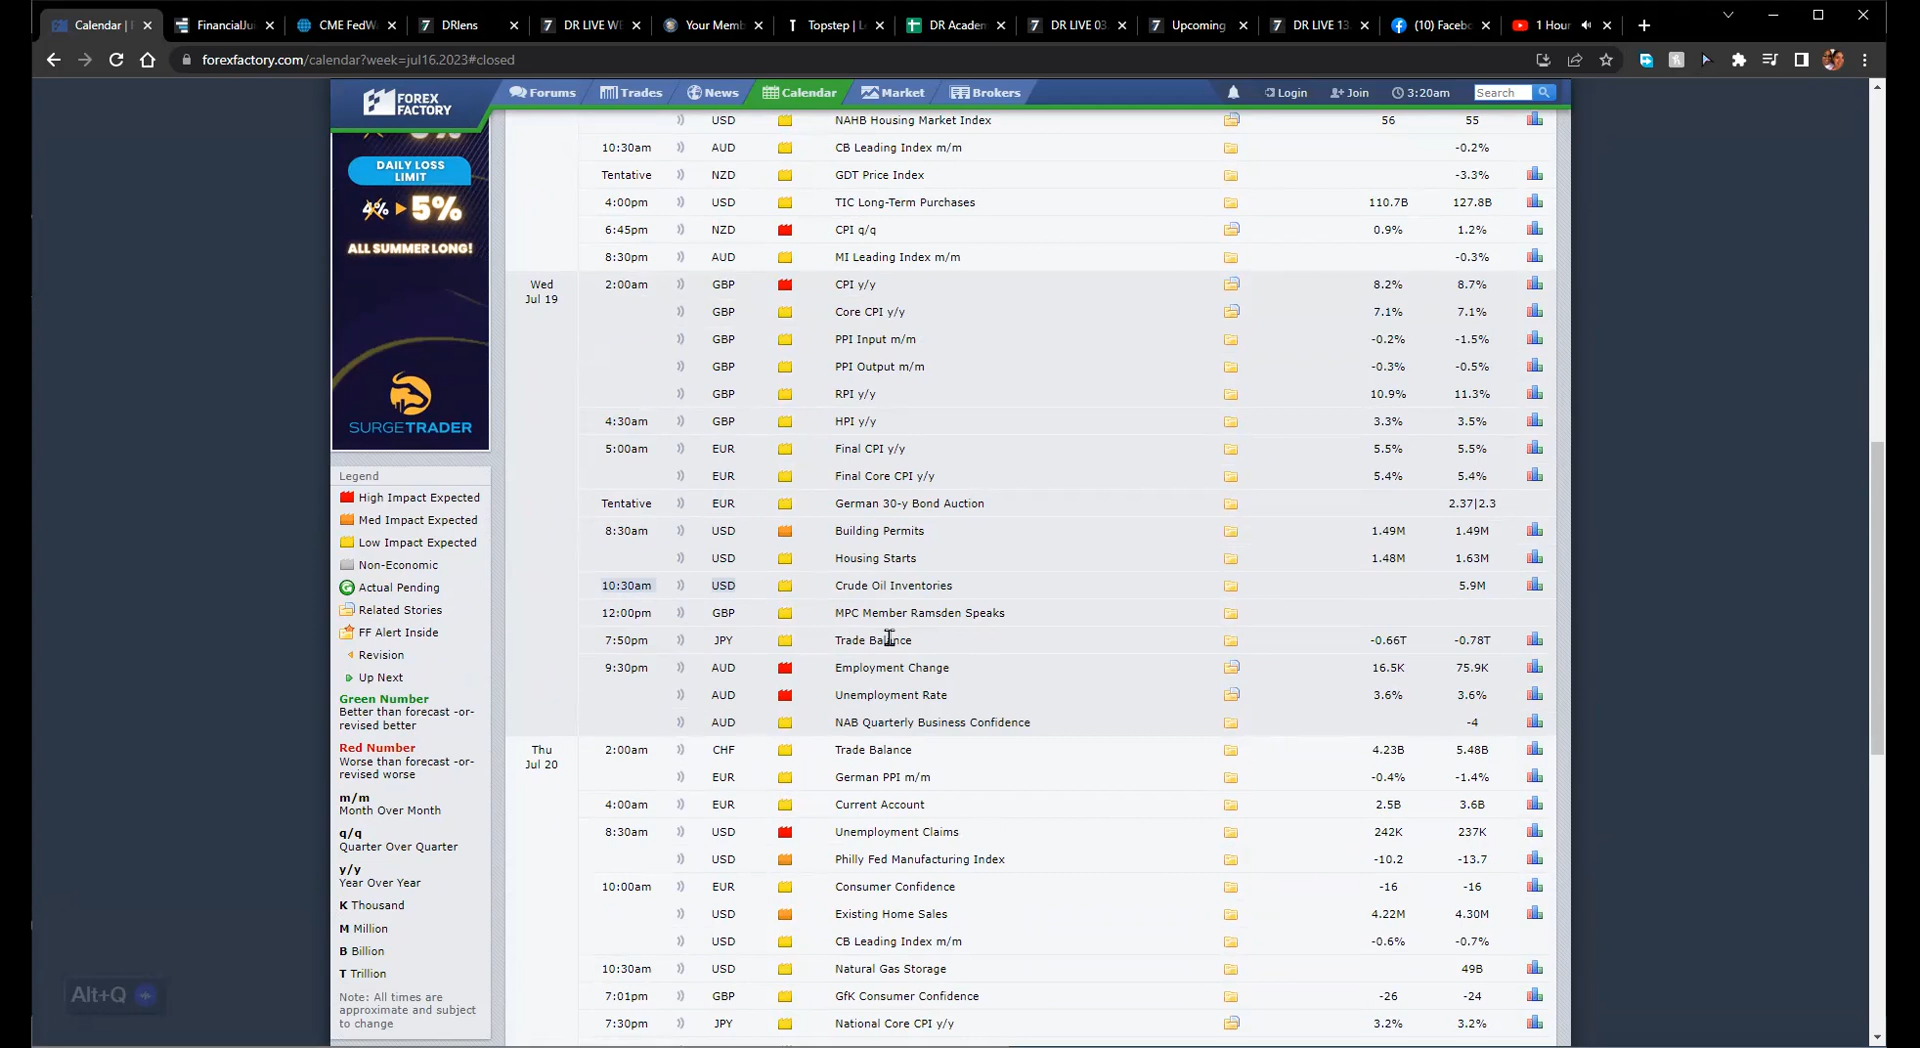 Calendar |
FinancialJu
CME FedW
DRlens
DR LIVE W
Your Memb
Topstep | L
DR Acade
DR LIVE 03.
Upcoming
DR LIVE 13.
(10) Faceb
1 Hour
forexfactory.com/calendar?week=jul16.2023#closed
FOREX
FACTORY
Forums
Trades
News
Calendar
Market
Brokers
Login
Join
3:20am
Search
DAILY LOSS
LIMIT
4% 5%
ALL SUMMER LONG!
SURGETRADER
Legend
High Impact Expected
Med Impact Expected
Low Impact Expected
Non-Economic
Actual Pending
Related Stories
FF Alert Inside
Revision
Up Next
Green Number
Better than forecast -or-
revised better
Red Number
Worse than forecast -or-
revised worse
m/m
Month Over Month
q/q
Quarter Over Quarter
y/y
Year Over Year
K Thousand
M Million
B Billion
T Trillion
Note: All times are
approximate and subject
to change
Alt+Q
USD NAHB Housing Market Index 56 55
10:30am AUD CB Leading Index m/m -0.2%
Tentative NZD GDT Price Index -3.3%
4:00pm USD TIC Long-Term Purchases 110.7B 127.8B
6:45pm NZD CPI q/q 0.9% 1.2%
8:30pm AUD MI Leading Index m/m -0.3%
Wed
Jul 19
2:00am GBP CPI y/y 8.2% 8.7%
GBP Core CPI y/y 7.1% 7.1%
GBP PPI Input m/m -0.2% -1.5%
GBP PPI Output m/m -0.3% -0.5%
GBP RPI y/y 10.9% 11.3%
4:30am GBP HPI y/y 3.3% 3.5%
5:00am EUR Final CPI y/y 5.5% 5.5%
EUR Final Core CPI y/y 5.4% 5.4%
Tentative EUR German 30-y Bond Auction 2.37|2.3
8:30am USD Building Permits 1.49M 1.49M
USD Housing Starts 1.48M 1.63M
10:30am USD Crude Oil Inventories 5.9M
12:00pm GBP MPC Member Ramsden Speaks
7:50pm JPY Trade Balance -0.66T -0.78T
9:30pm AUD Employment Change 16.5K 75.9K
AUD Unemployment Rate 3.6% 3.6%
AUD NAB Quarterly Business Confidence -4
Thu
Jul 20
2:00am CHF Trade Balance 4.23B 5.48B
EUR German PPI m/m -0.4% -1.4%
4:00am EUR Current Account 2.5B 3.6B
8:30am USD Unemployment Claims 242K 237K
USD Philly Fed Manufacturing Index -10.2 -13.7
10:00am EUR Consumer Confidence -16 -16
USD Existing Home Sales 4.22M 4.30M
USD CB Leading Index m/m -0.6% -0.7%
10:30am USD Natural Gas Storage 49B
7:01pm GBP GfK Consumer Confidence -26 -24
7:30pm JPY National Core CPI y/y 3.2% 3.2%